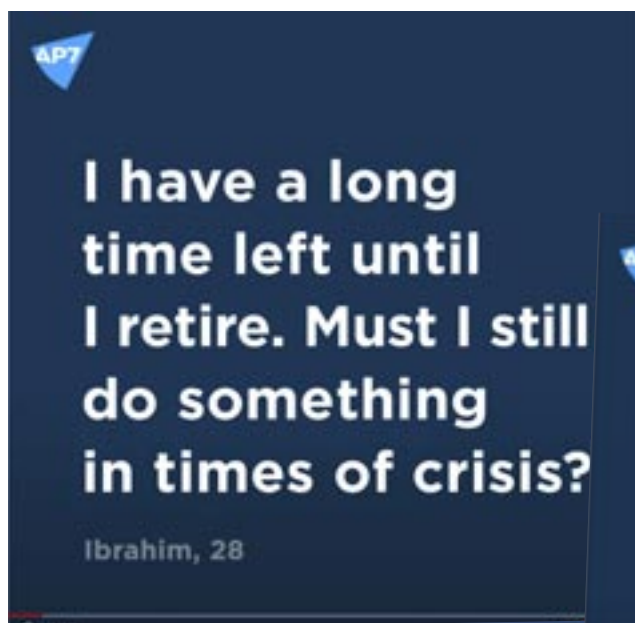 AP7
I have a long
time left until
I retire. Must I still
do something
in times of crisis?
Ibrahim, 28